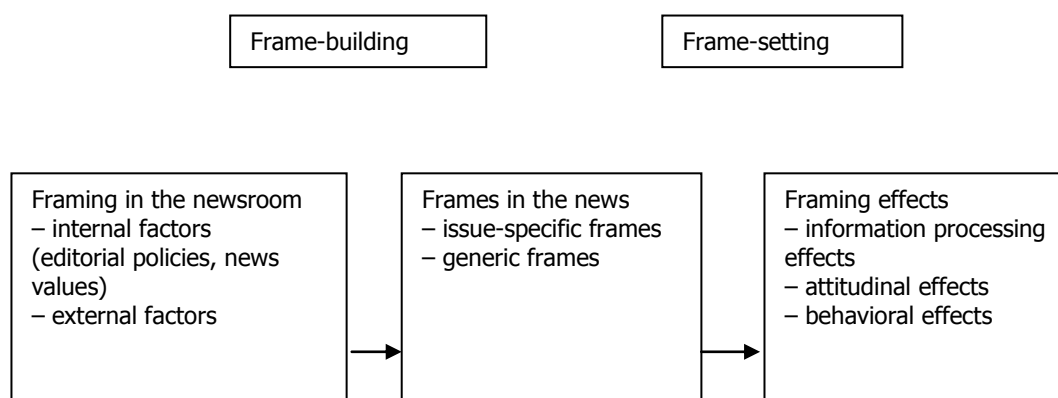 Frame-building
Frame-setting
Framing in the newsroom
– internal factors
(editorial policies, news
values)
– external factors
Frames in the news
– issue-specific frames
– generic frames
Framing effects
– information processing
effects
– attitudinal effects
– behavioral effects